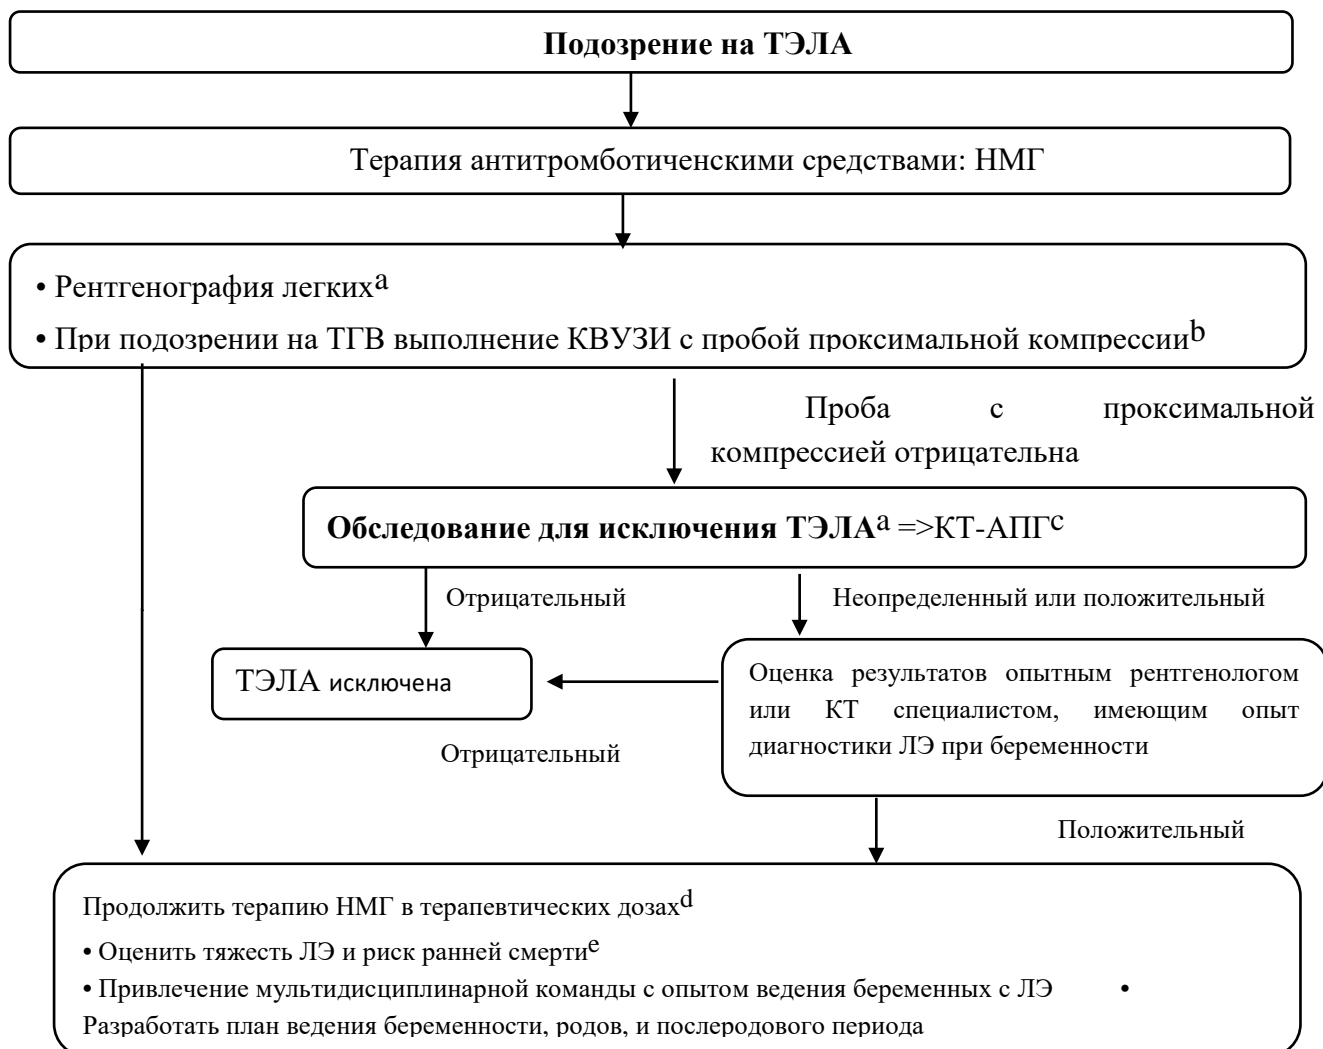 Подозрение на ТЭЛА
Терапия антитромботиченскими средствами: НМГ
• Рентгенография легкихa
• При подозрении на ТГВ выполнение КВУЗИ с пробой проксимальной компрессииb
Проба с проксимальной
компрессией отрицательна
Обследование для исключения ТЭЛАa =>КТ-АПГc
Отрицательный
Неопределенный или положительный
ТЭЛА исключена
Оценка результатов опытным рентгенологом
или КТ специалистом, имеющим опыт
диагностики ЛЭ при беременности
Отрицательный
Положительный
Продолжить терапию НМГ в терапевтических дозахd
• Оценить тяжесть ЛЭ и риск ранней смертиe
• Привлечение мультидисциплинарной команды с опытом ведения беременных с ЛЭ •
Разработать план ведения беременности, родов, и послеродового периода